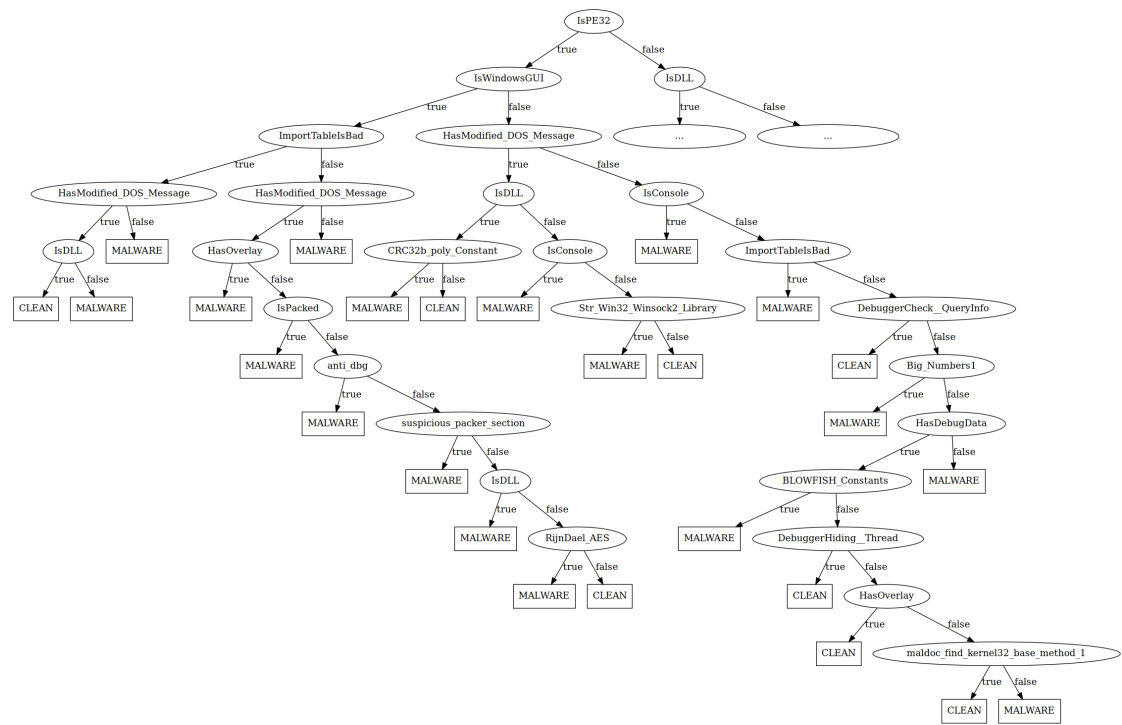 IsPE32
true
false
IsWindowsGUI
IsDLL
true
false
true
false
ImportTableIsBad
HasModified_DOS_Message
...
...
true
false
true
false
HasModified_DOS_Message
HasModified_DOS_Message
IsDLL
IsConsole
true
false
true
false
true
false
true
false
IsDLL
MALWARE
HasOverlay
MALWARE
CRC32b_poly_Constant
IsConsole
MALWARE
ImportTableIsBad
true
false
true
false
true
false
true
false
true
false
CLEAN
MALWARE
MALWARE
IsPacked
MALWARE
CLEAN
MALWARE
Str_Win32_Winsock2_Library
MALWARE
DebuggerCheck__QueryInfo
true
false
true
false
true
false
MALWARE
anti_dbg
MALWARE
CLEAN
CLEAN
Big_Numbers1
true
false
true
false
MALWARE
suspicious_packer_section
MALWARE
HasDebugData
true
false
true
false
MALWARE
IsDLL
BLOWFISH_Constants
MALWARE
true
false
true
false
MALWARE
RijnDael_AES
MALWARE
DebuggerHiding__Thread
true
false
true
false
MALWARE
CLEAN
CLEAN
HasOverlay
true
false
CLEAN
maldoc_find_kernel32_base_method_1
true
false
CLEAN
MALWARE